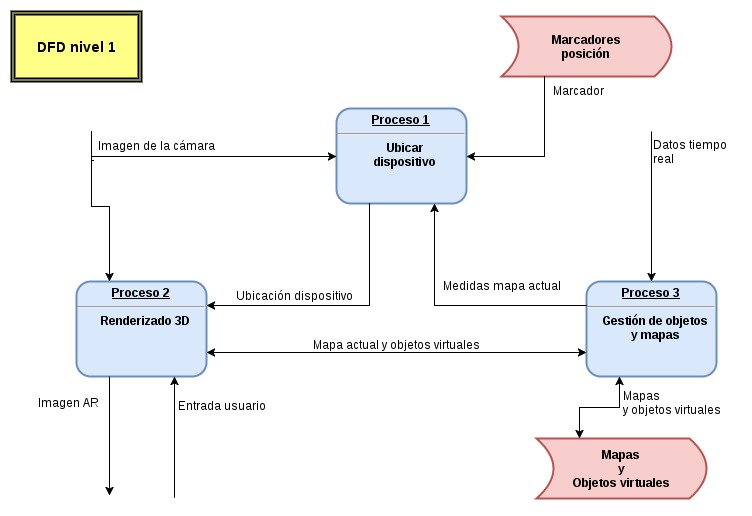 DFD nivel 1
Marcadores
posición
Marcador
Proceso 1
Ubicar
dispositivo
Imagen de la cámara
Datos tiempo
real
Proceso 2
Renderizado 3D
Ubicación dispositivo
Medidas mapa actual
Proceso 3
Gestión de objetos
y mapas
Mapa actual y objetos virtuales
Imagen AR
Entrada usuario
Mapas
y objetos virtuales
Mapas
y
Objetos virtuales